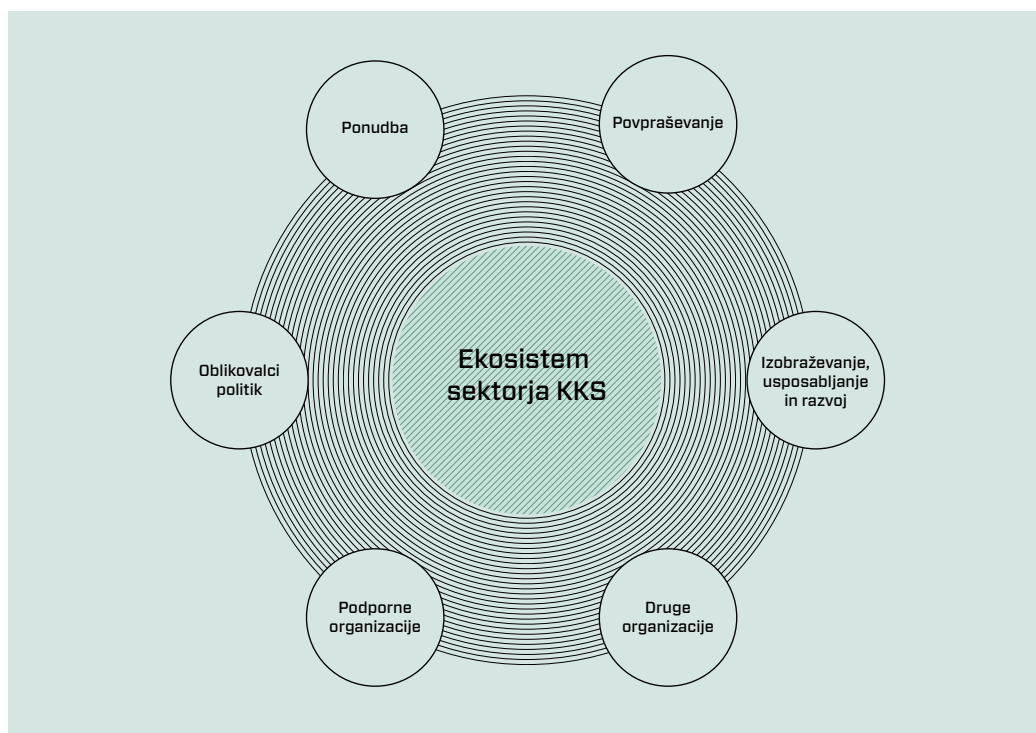 Ponudba
Povpraševanje
Oblikovalci
politik
Ekosistem
sektorja KKS
Izobraževanje,
usposabljanje
in razvoj
Podporne
organizacije
Druge
organizacije